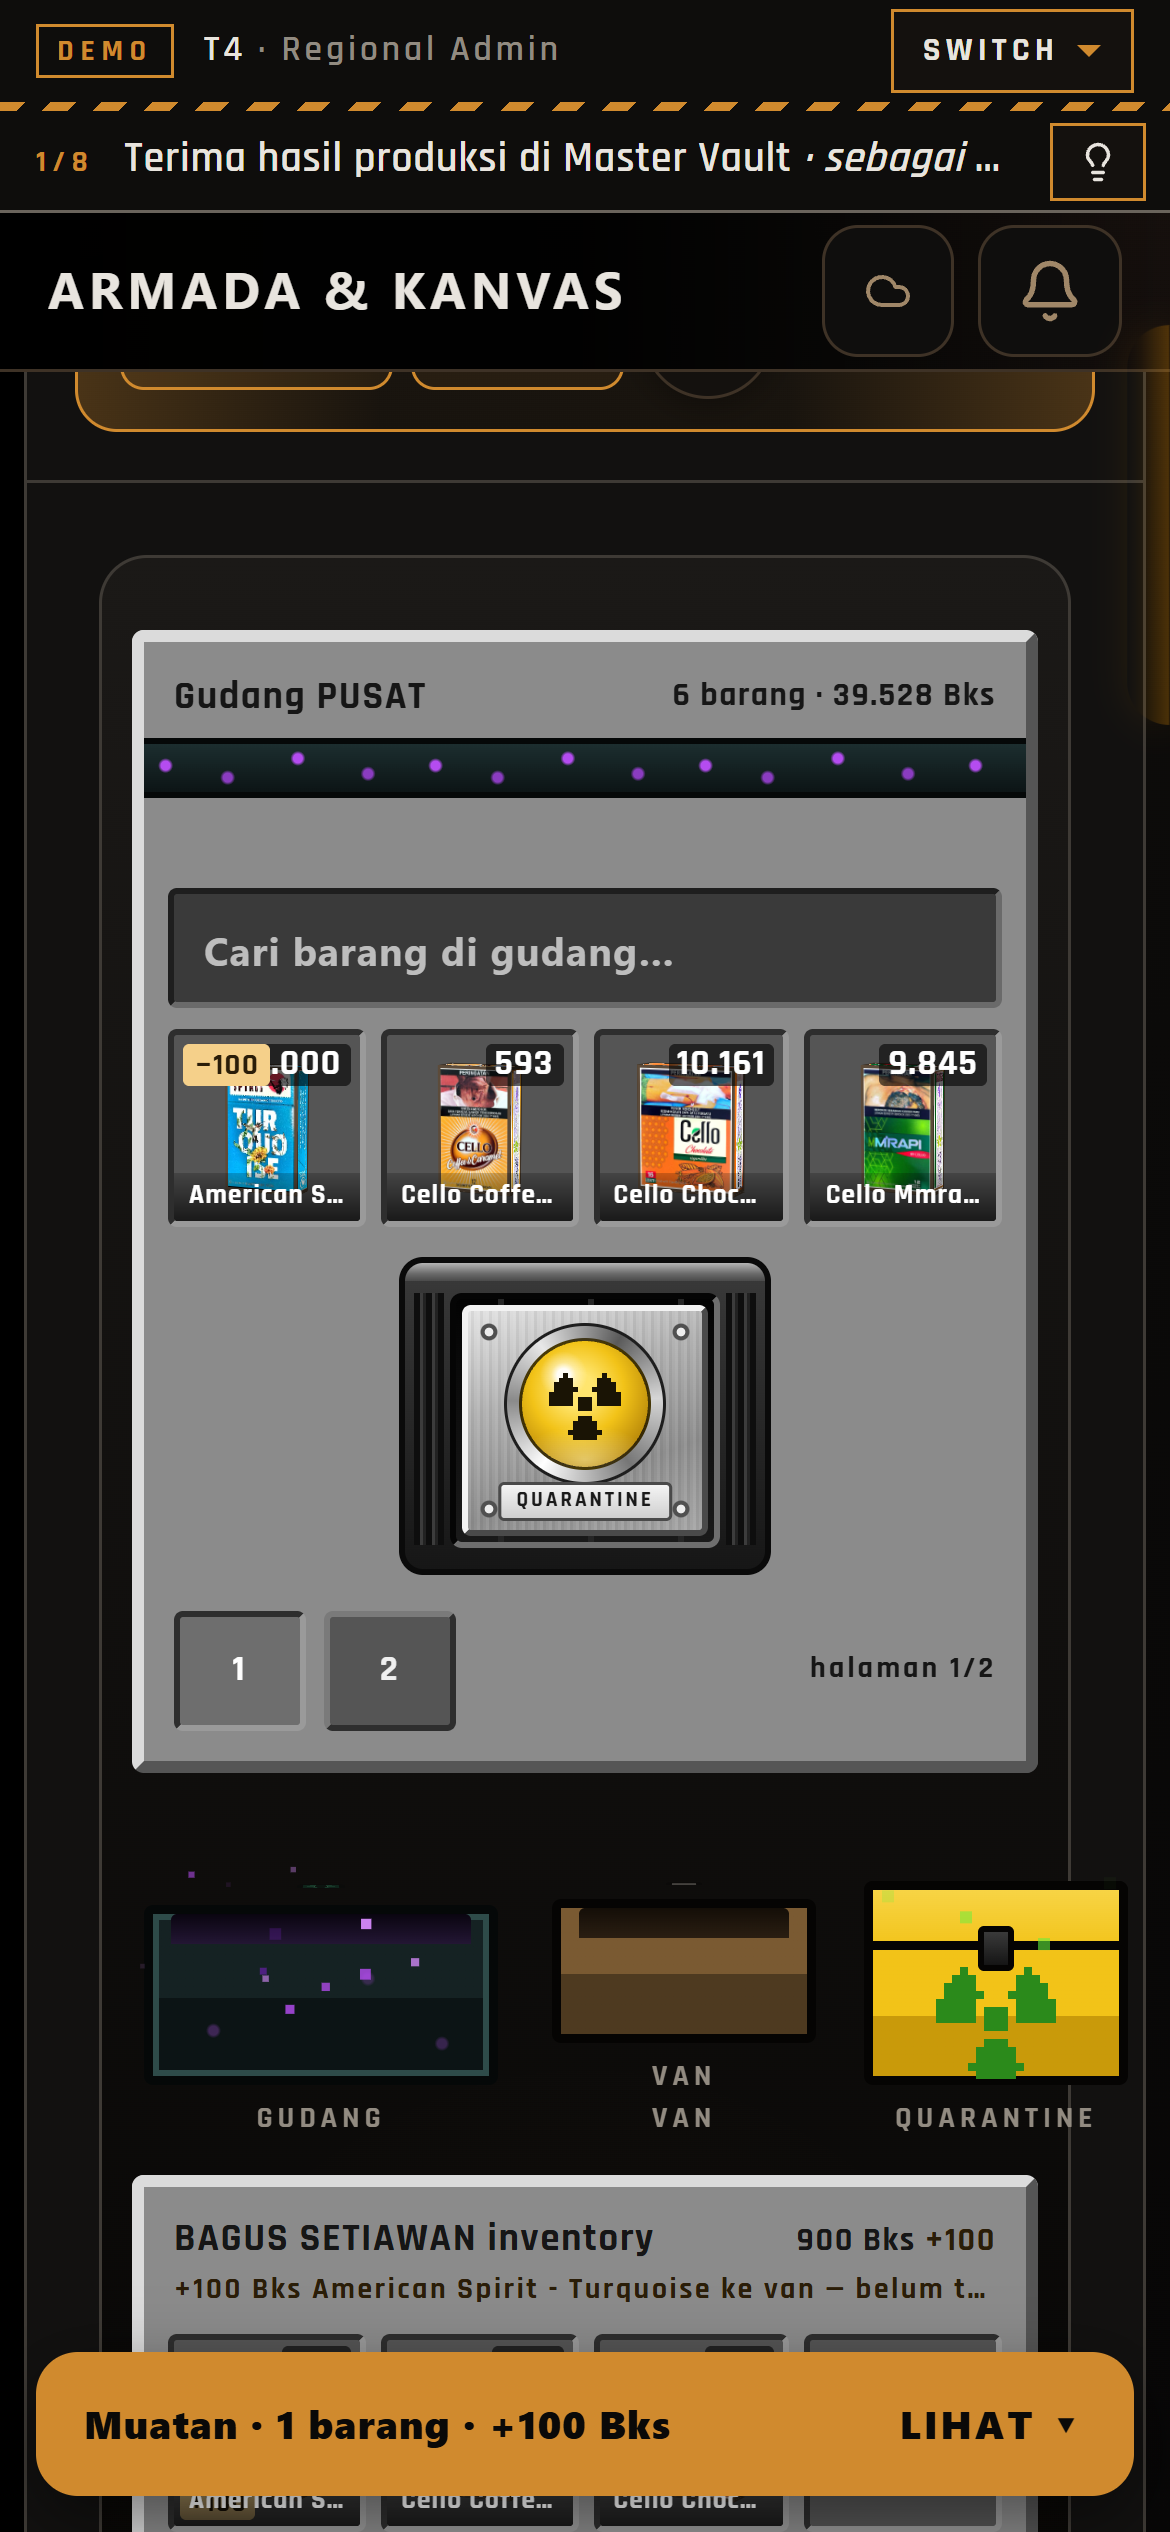 DEMO T4 · Regional Admin SWITCH
1/8 Terima hasil produksi di Master Vault · sebagai ...
ARMADA & KANVAS
Gudang PUSAT 6 barang · 39.528 Bks
Cari barang di gudang...
−100 .000 593 10.161 9.845
TURQUOISE CELLO Cello MMRAPI
American S... Cello Coffe... Cello Choc... Cello Mmra...
QUARANTINE
1 2 halaman 1/2
VAN
GUDANG VAN QUARANTINE
BAGUS SETIAWAN inventory 900 Bks +100
+100 Bks American Spirit - Turquoise ke van — belum t...
Muatan · 1 barang · +100 Bks LIHAT
American S... Cello Coffe... Cello Choc...